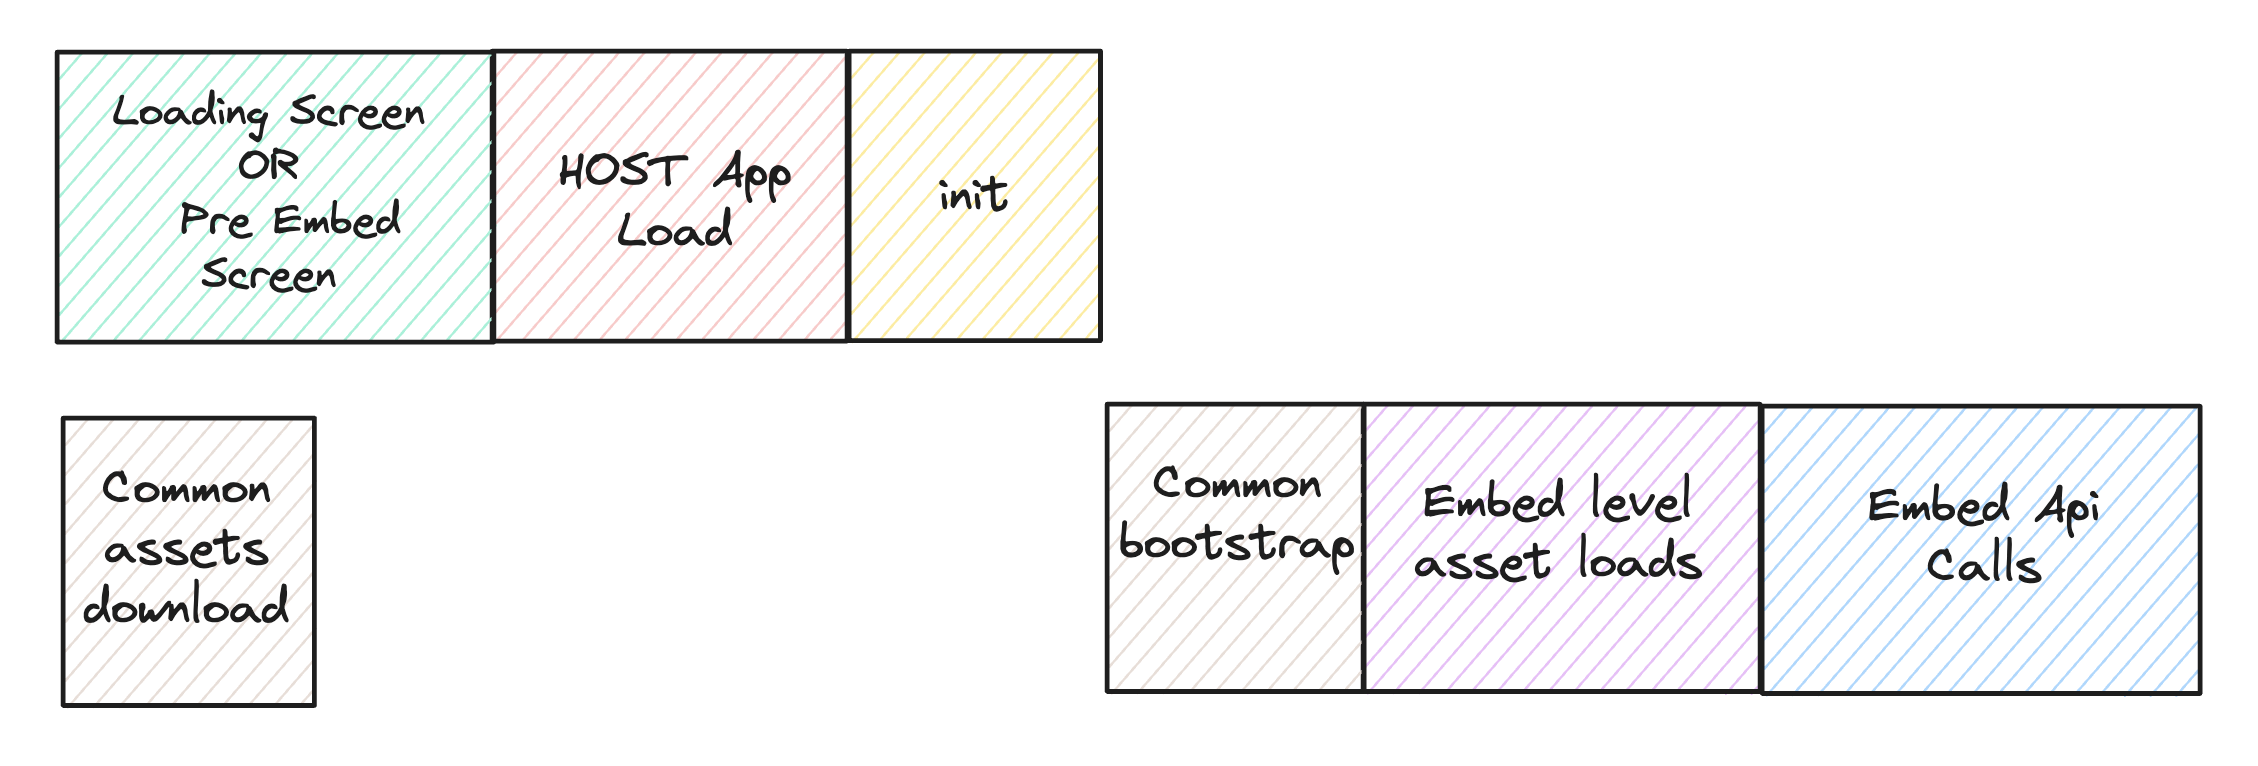 Loading Screen
OR
Pre Embed
Screen
HOST App
Load
init
Common
assets
download
Common
bootstrap
Embed level
asset loads
Embed Api
Calls